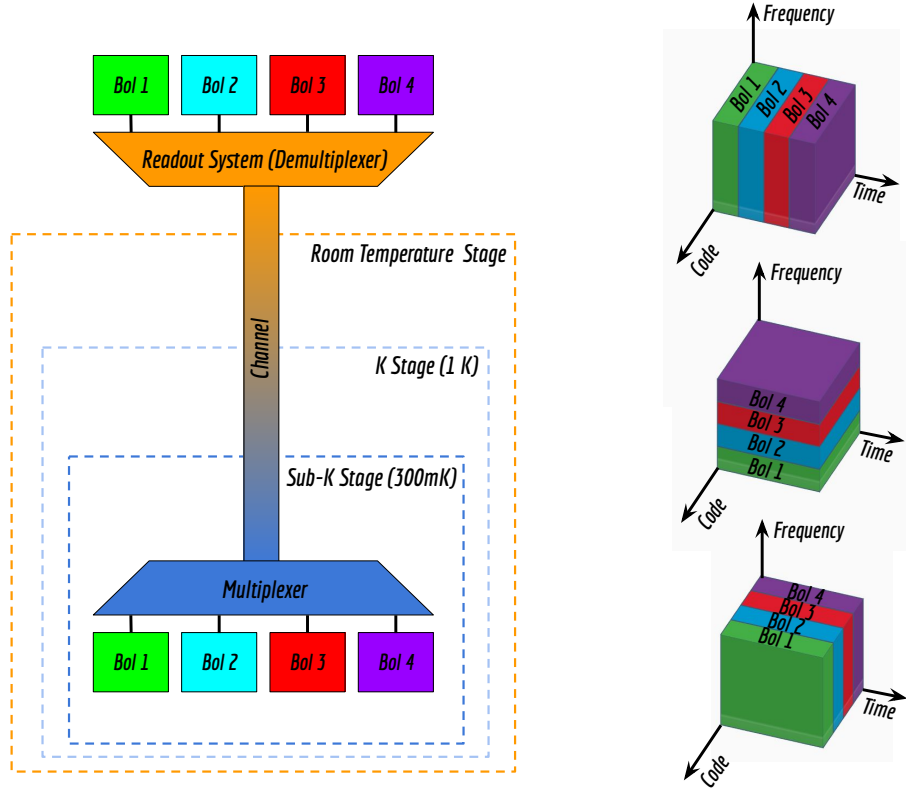 Bol 1
Bol 2
Bol 3
Bol 4
Readout System (Demultiplexer)
Room Temperature Stage
Channel
K Stage (1 K)
Sub-K Stage (300mK)
Multiplexer
Bol 1
Bol 2
Bol 3
Bol 4
Frequency
Bol 1
Bol 2
Bol 3
Bol 4
Time
Code
Frequency
Bol 4
Bol 3
Bol 2
Bol 1
Time
Code
Frequency
Bol 4
Bol 3
Bol 2
Bol 1
Time
Code